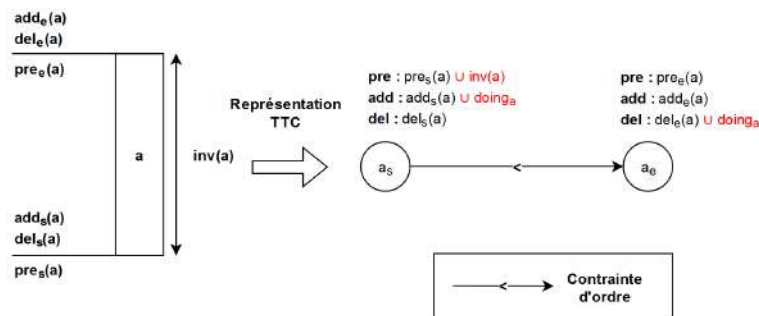 add_e(a)
del_e(a)
pre_e(a)
a
inv(a)
add_s(a)
del_s(a)
pre_s(a)
Représentation
TTC
pre : pre_s(a) ∪ inv(a)
add : add_s(a) ∪ doing_a
del : del_s(a)
a_s
<
pre : pre_e(a)
add : add_e(a)
del : del_e(a) ∪ doing_a
a_e
<
Contrainte
d'ordre